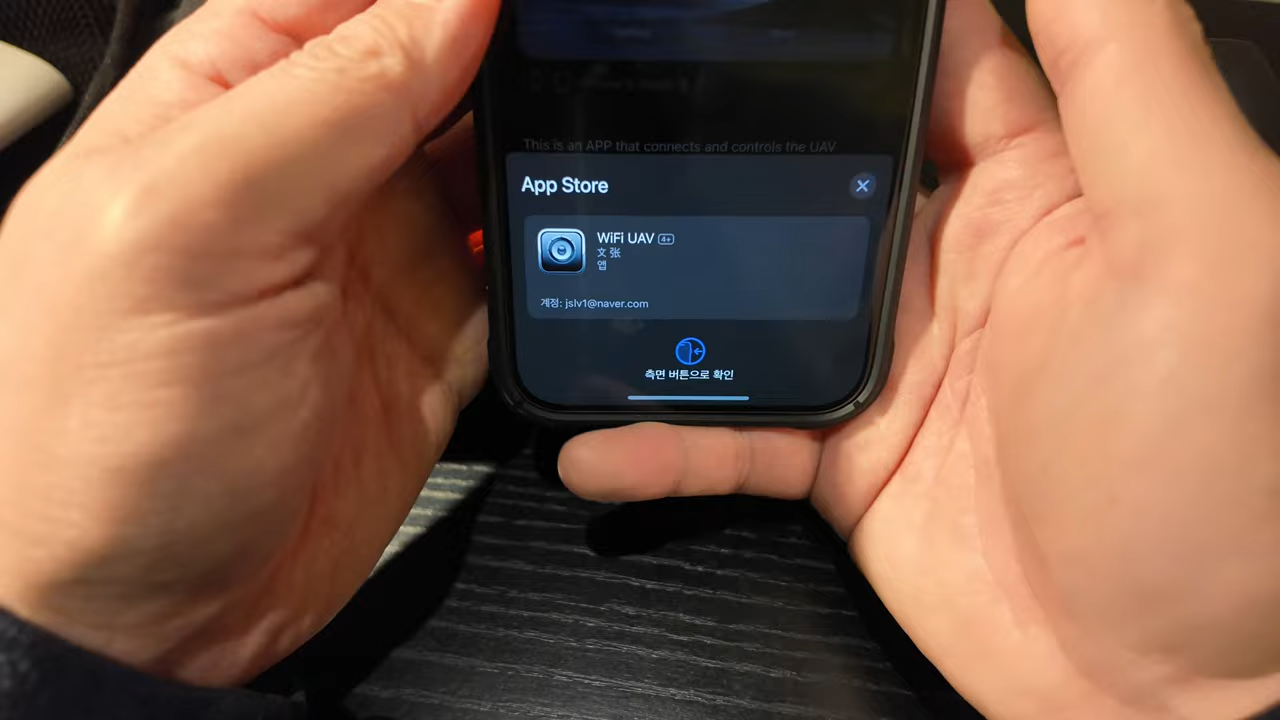 This is an APP that connects and controls the UAV
App Store
WiFi UAV 4+
文 张
앱
계정: jslv1@naver.com
측면 버튼으로 확인